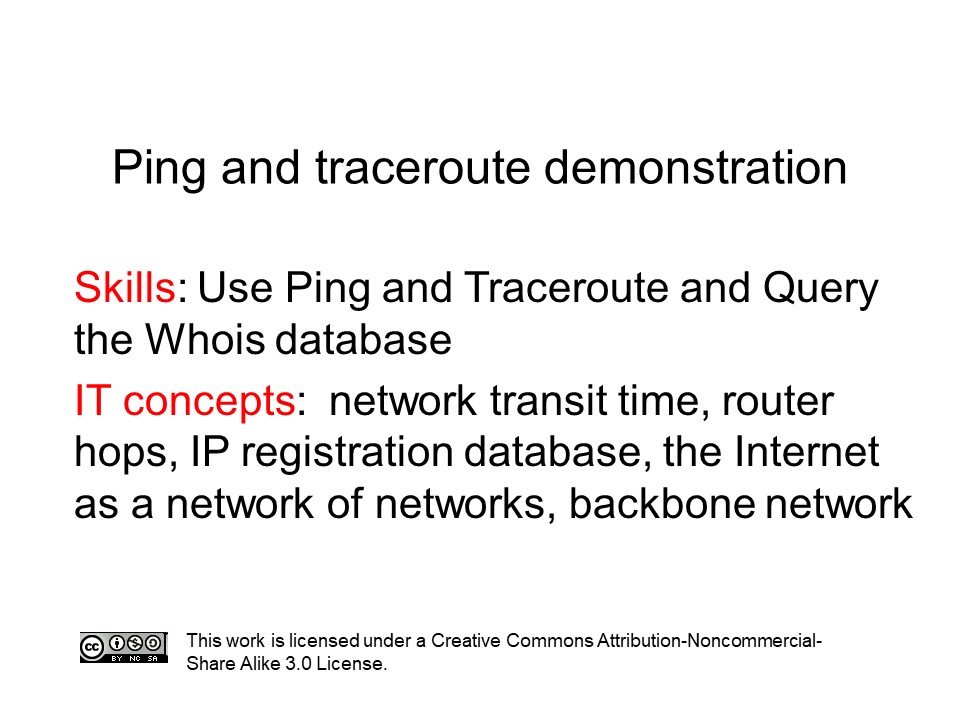 Ping and traceroute demonstration
Skills: Use Ping and Traceroute and Query
the Whois database
IT concepts:  network transit time, router
hops, IP registration database, the Internet
as a network of networks, backbone network
cc BY NC SA
This work is licensed under a Creative Commons Attribution-Noncommercial-
Share Alike 3.0 License.